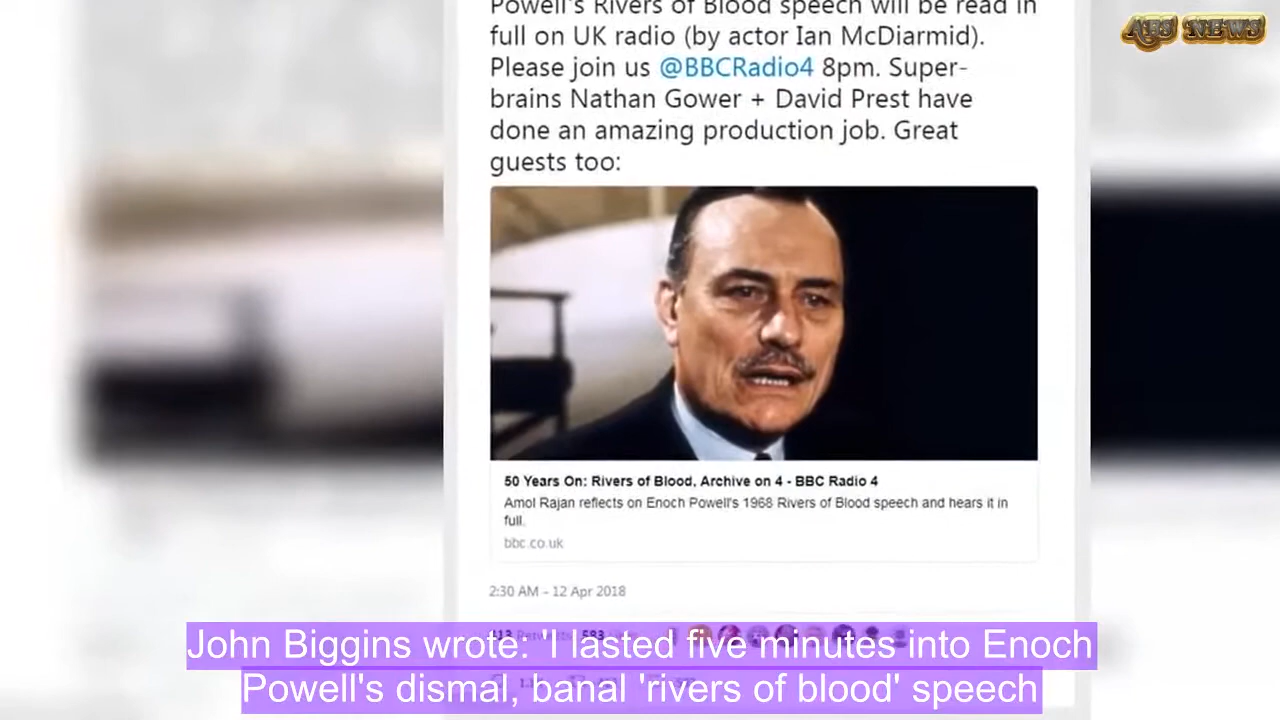 Powell's Rivers of Blood speech will be read in
ARS NEWS
full on UK radio (by actor Ian McDiarmid).
Please join us @BBCRadio4 8pm. Super-
brains Nathan Gower + David Prest have
done an amazing production job. Great
guests too:
50 Years On: Rivers of Blood, Archive on 4 - BBC Radio 4
Amol Rajan reflects on Enoch Powell's 1968 Rivers of Blood speech and hears it in
full.
bbc.co.uk
2:30 AM - 12 Apr 2018
John Biggins wrote: 'I lasted five minutes into Enoch
Powell's dismal, banal 'rivers of blood' speech